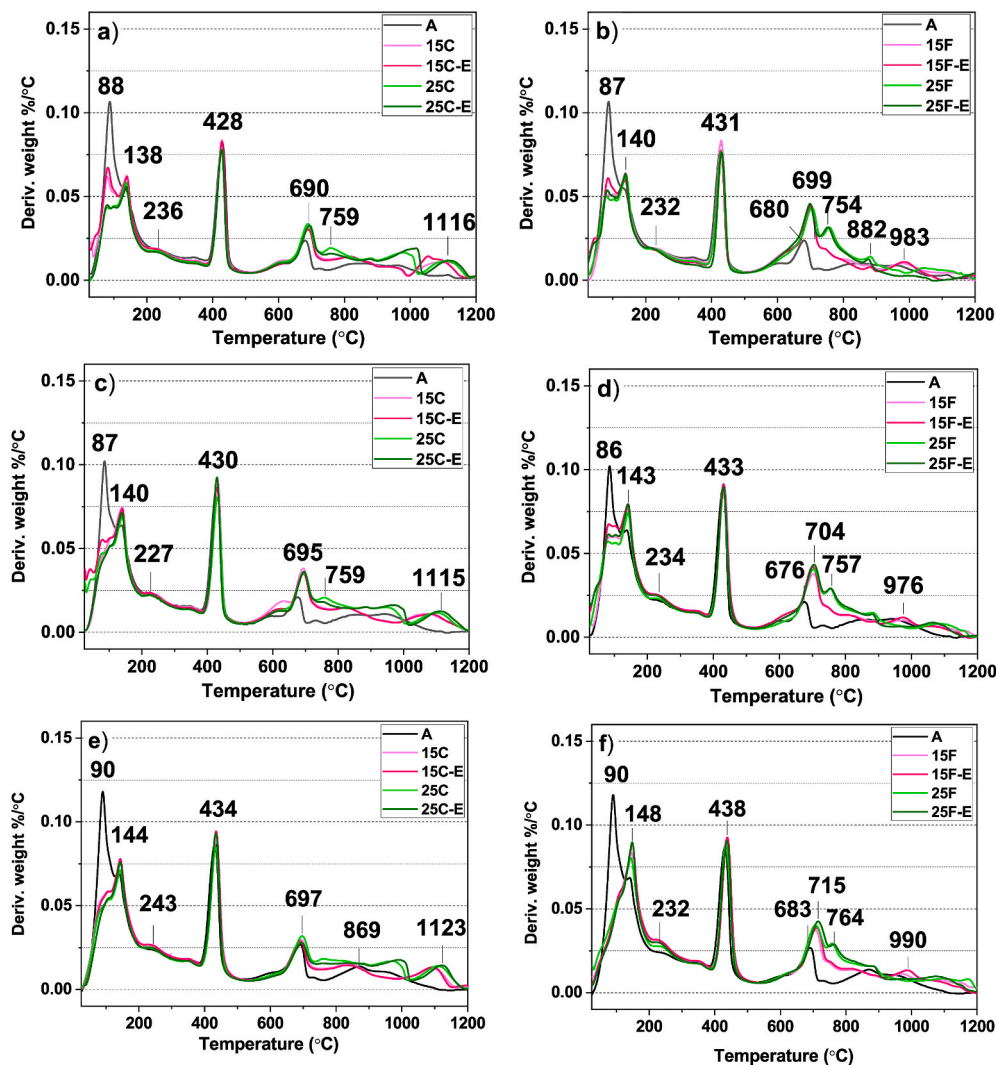 a)
A
15C
15C-E
25C
25C-E
88
138
236
428
690
759
1116
0.15
0.10
0.05
0.00
Deriv. weight %/°C
200 400 600 800 1000 1200
Temperature (°C)
b)
A
15F
15F-E
25F
25F-E
87
140
232
431
680
699
754
882
983
0.15
0.10
0.05
0.00
Deriv. weight %/°C
200 400 600 800 1000 1200
Temperature (°C)
c)
A
15C
15C-E
25C
25C-E
87
140
227
430
695
759
1115
0.15
0.10
0.05
0.00
Deriv. weight %/°C
200 400 600 800 1000 1200
Temperature (°C)
d)
A
15F
15F-E
25F
25F-E
86
143
234
433
676
704
757
976
0.15
0.10
0.05
0.00
Deriv. weight %/°C
200 400 600 800 1000 1200
Temperature (°C)
e)
A
15C
15C-E
25C
25C-E
90
144
243
434
697
869
1123
0.15
0.10
0.05
0.00
Deriv. weight %/°C
200 400 600 800 1000 1200
Temperature (°C)
f)
A
15F
15F-E
25F
25F-E
90
148
232
438
683
715
764
990
0.15
0.10
0.05
0.00
Deriv. weight %/°C
200 400 600 800 1000 1200
Temperature (°C)